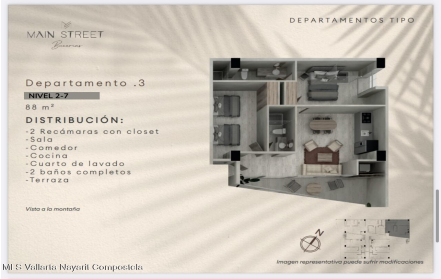 DEPARTAMENTOS TIPO
MAIN STREET
Bucerías
Departamento .3
NIVEL 2-7
88 m²
DISTRIBUCIÓN:
-2 Recámaras con closet
-Sala
-Comedor
-Cocina
-Cuarto de lavado
-2 baños completos
-Terraza
Vista a la montaña
N
Imagen representativa puede sufrir modificaciones
MLS Vallarta Nayarit Compostela